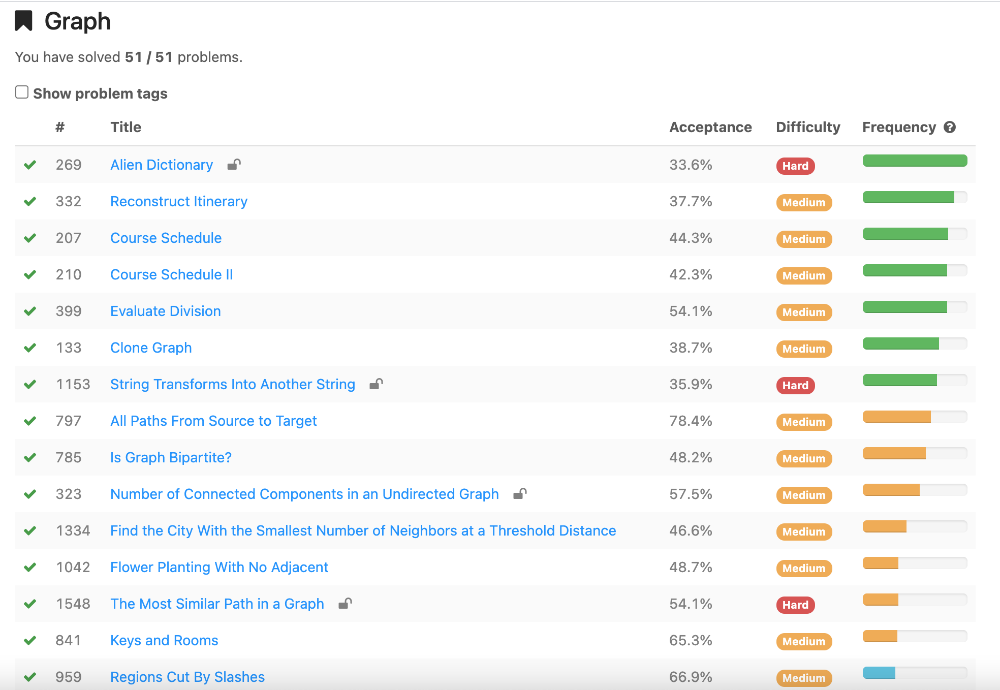 Graph
You have solved 51 / 51 problems.
Show problem tags
# Title Acceptance Difficulty Frequency ?
269 Alien Dictionary 33.6% Hard
332 Reconstruct Itinerary 37.7% Medium
207 Course Schedule 44.3% Medium
210 Course Schedule II 42.3% Medium
399 Evaluate Division 54.1% Medium
133 Clone Graph 38.7% Medium
1153 String Transforms Into Another String 35.9% Hard
797 All Paths From Source to Target 78.4% Medium
785 Is Graph Bipartite? 48.2% Medium
323 Number of Connected Components in an Undirected Graph 57.5% Medium
1334 Find the City With the Smallest Number of Neighbors at a Threshold Distance 46.6% Medium
1042 Flower Planting With No Adjacent 48.7% Medium
1548 The Most Similar Path in a Graph 54.1% Hard
841 Keys and Rooms 65.3% Medium
959 Regions Cut By Slashes 66.9% Medium